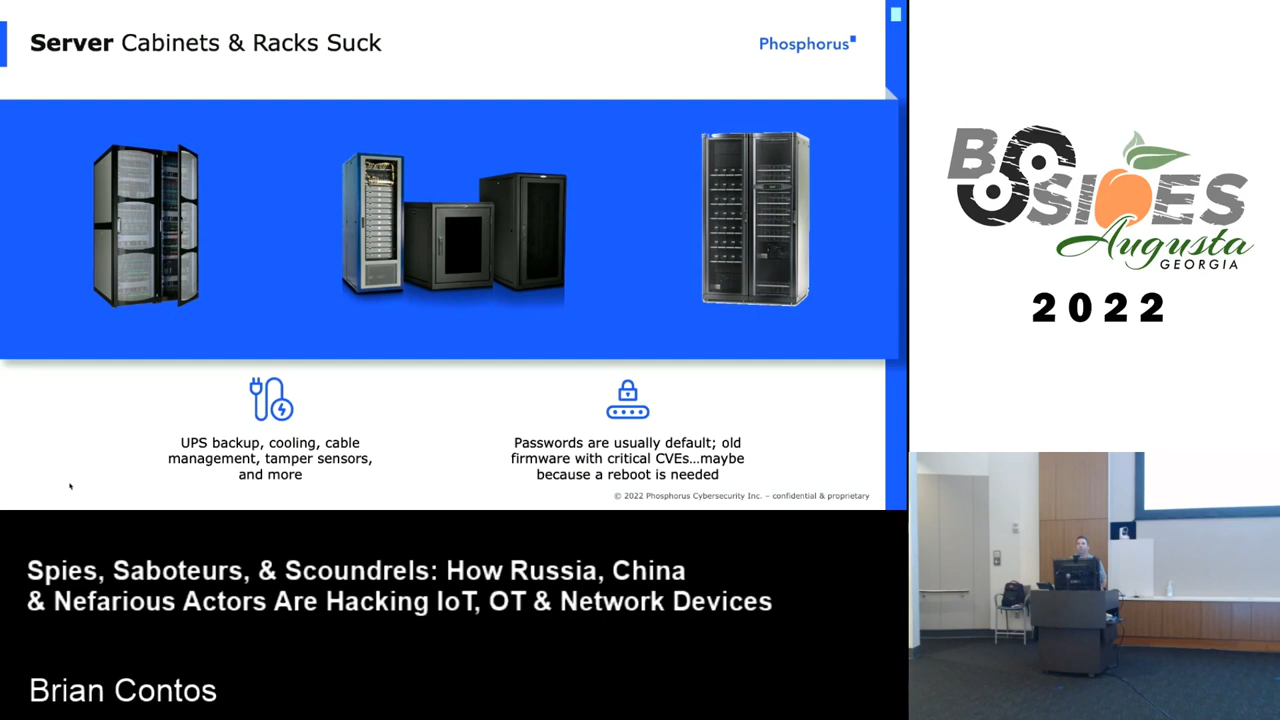 Server Cabinets & Racks Suck
Phosphorus
UPS backup, cooling, cable
management, tamper sensors,
and more
Passwords are usually default; old
firmware with critical CVEs...maybe
because a reboot is needed
© 2022 Phosphorus Cybersecurity Inc. – confidential & proprietary
BSIDES
Augusta
GEORGIA
2022
Spies, Saboteurs, & Scoundrels: How Russia, China
& Nefarious Actors Are Hacking IoT, OT & Network Devices
Brian Contos